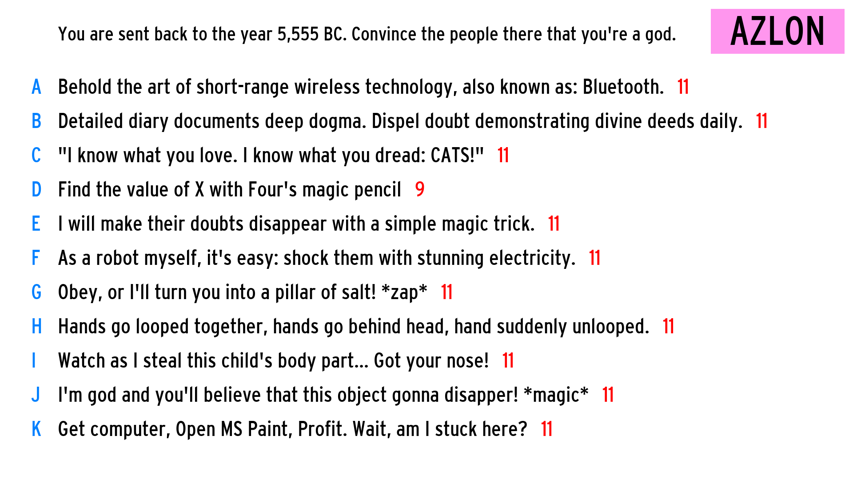 You are sent back to the year 5,555 BC. Convince the people there that you're a god.
AZLON
A Behold the art of short-range wireless technology, also known as: Bluetooth. 11
B Detailed diary documents deep dogma. Dispel doubt demonstrating divine deeds daily. 11
C "I know what you love. I know what you dread: CATS!" 11
D Find the value of X with Four's magic pencil 9
E I will make their doubts disappear with a simple magic trick. 11
F As a robot myself, it's easy: shock them with stunning electricity. 11
G Obey, or I'll turn you into a pillar of salt! *zap* 11
H Hands go looped together, hands go behind head, hand suddenly unlooped. 11
I Watch as I steal this child's body part... Got your nose! 11
J I'm god and you'll believe that this object gonna disapper! *magic* 11
K Get computer, Open MS Paint, Profit. Wait, am I stuck here? 11